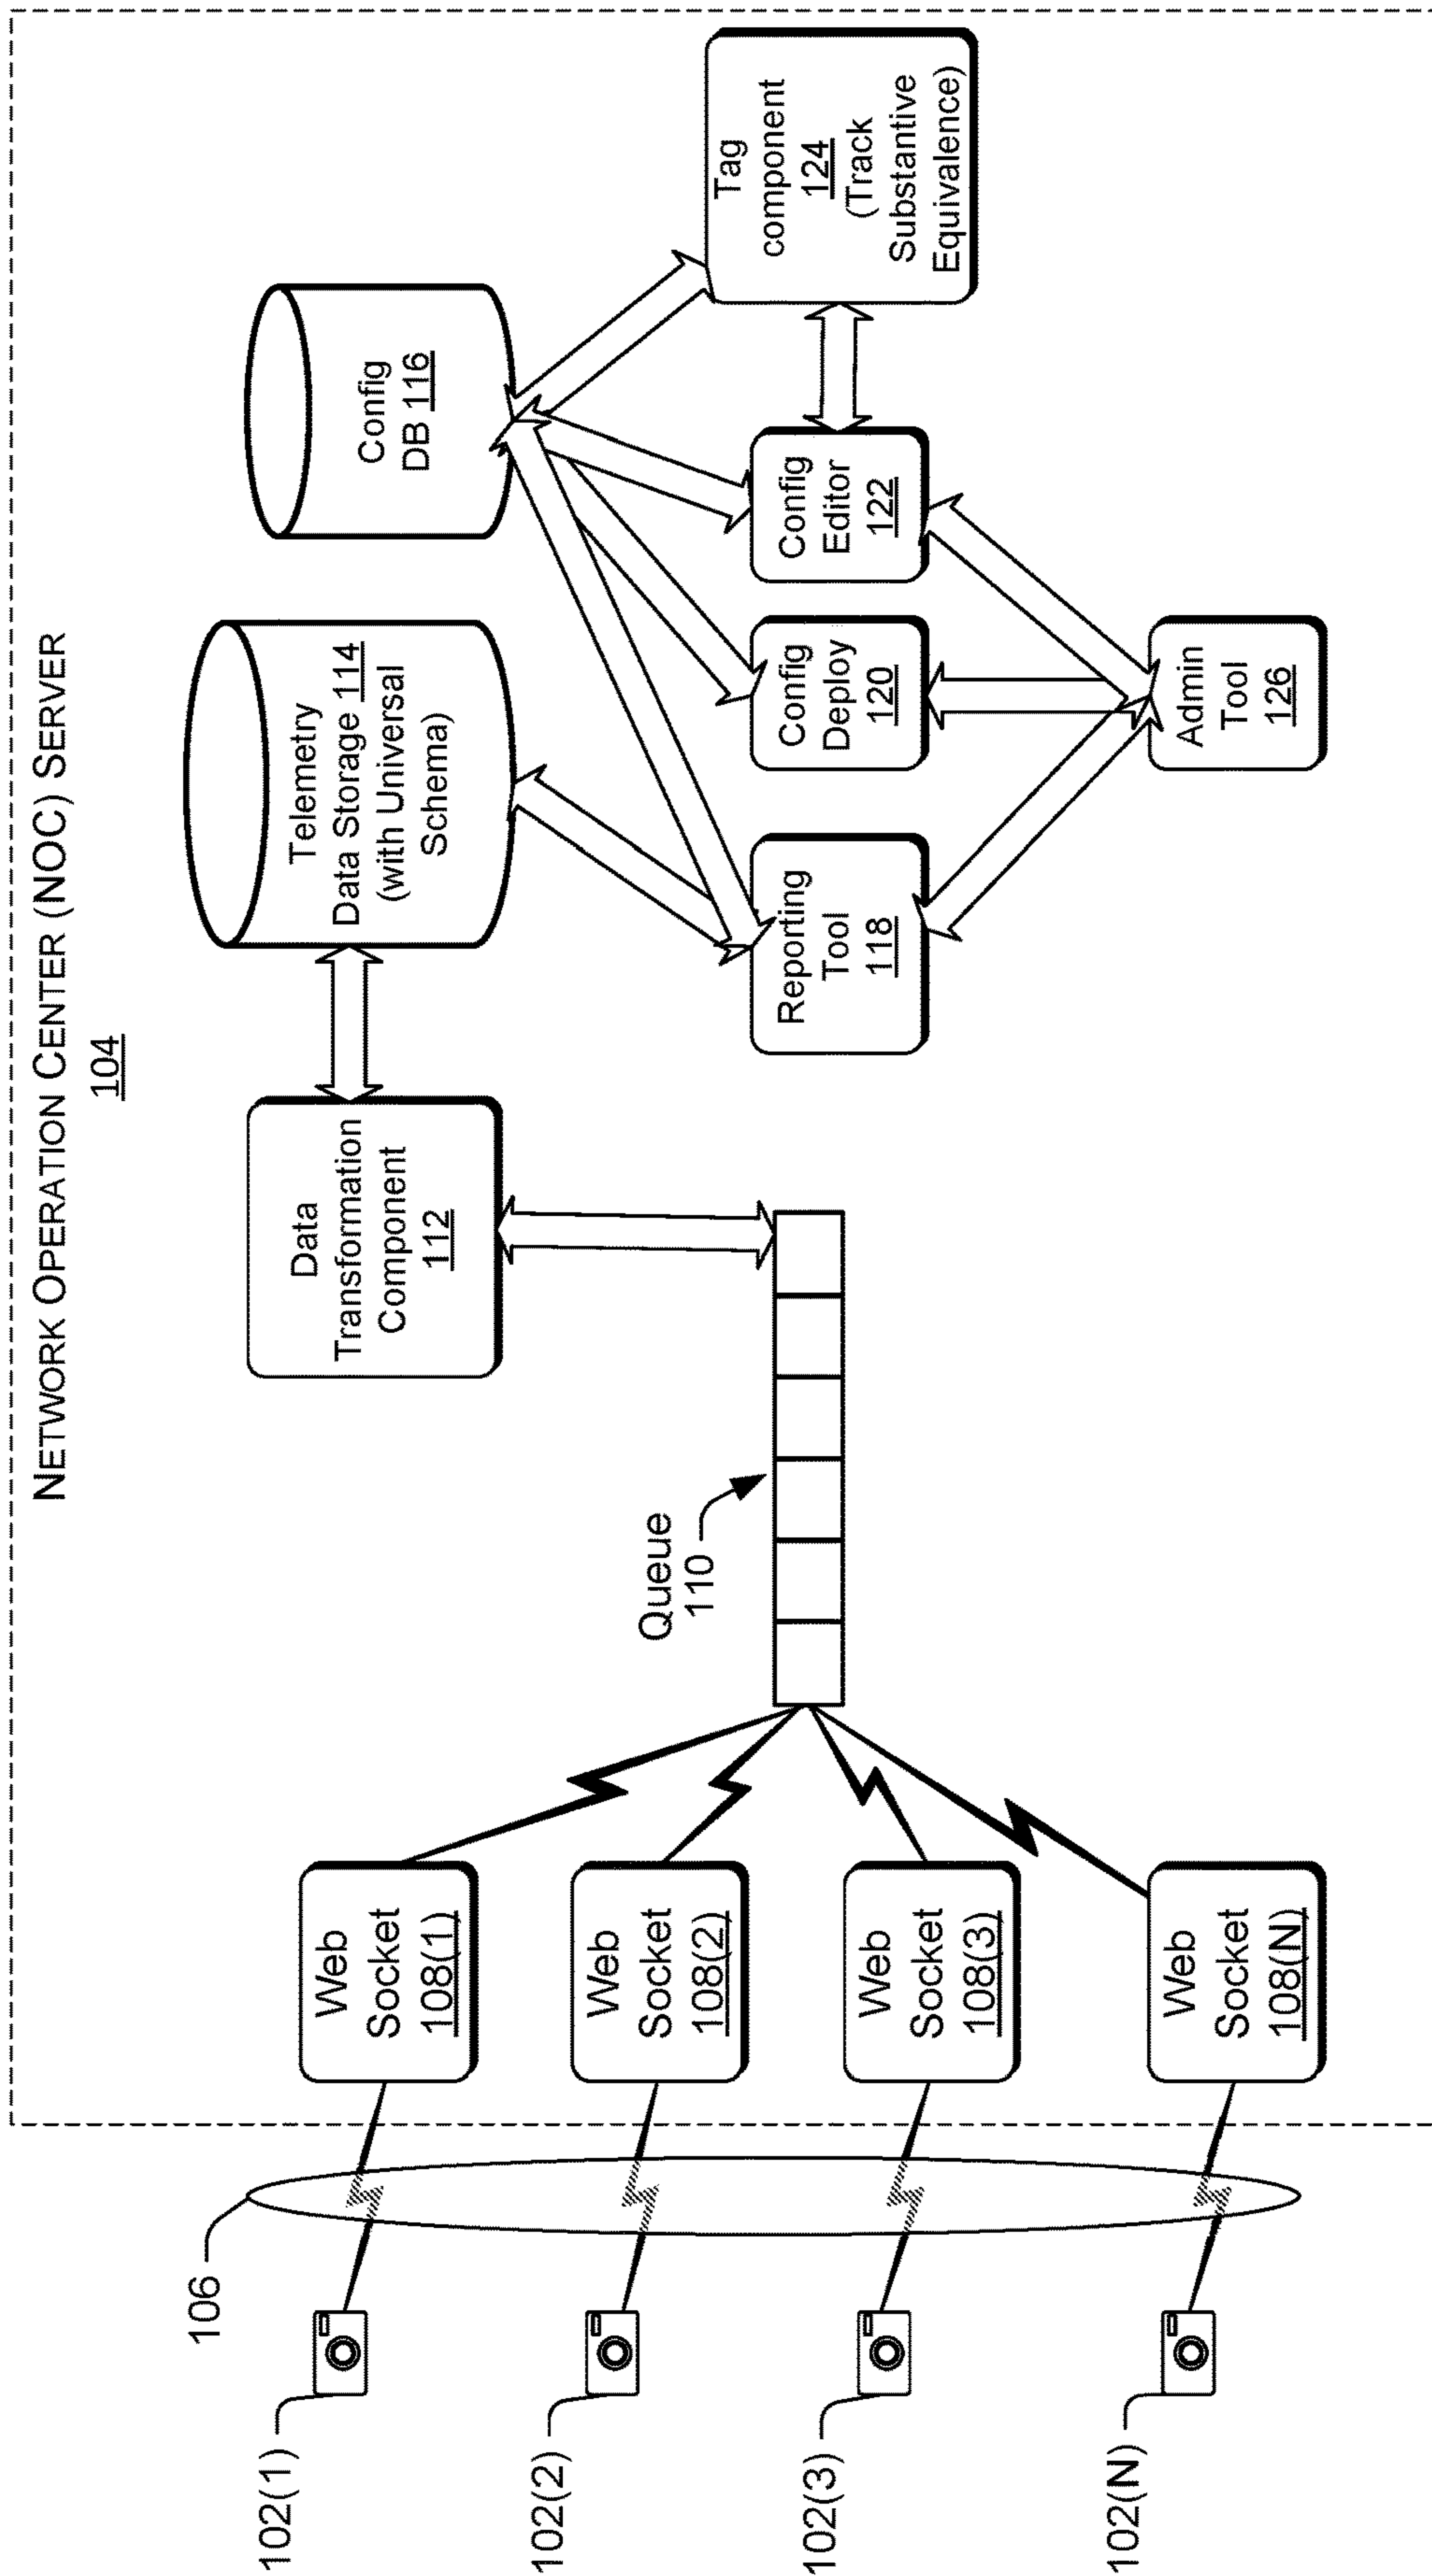 NETWORK OPERATION CENTER (NOC) SERVER
104
106
102(1)
102(2)
102(3)
102(N)
Web
Socket
108(1)
Web
Socket
108(2)
Web
Socket
108(3)
Web
Socket
108(N)
Queue
110
Data
Transformation
Component
112
Telemetry
Data Storage 114
(with Universal
Schema)
Config
DB 116
Reporting
Tool
118
Config
Deploy
120
Config
Editor
122
Tag
component
124
(Track
Substantive
Equivalence)
Admin
Tool
126